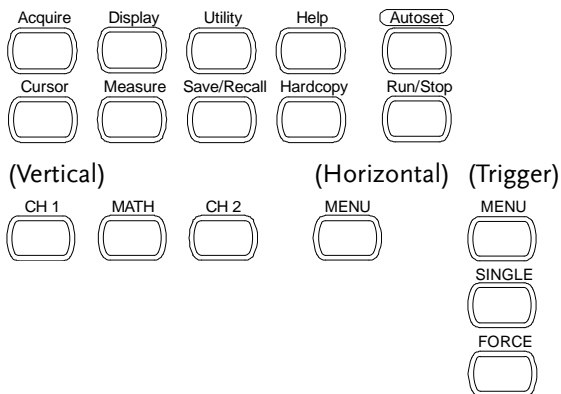 Acquire Display Utility Help Autoset
Cursor Measure Save/Recall Hardcopy Run/Stop
(Vertical) (Horizontal) (Trigger)
CH 1 MATH CH 2 MENU MENU
SINGLE
FORCE